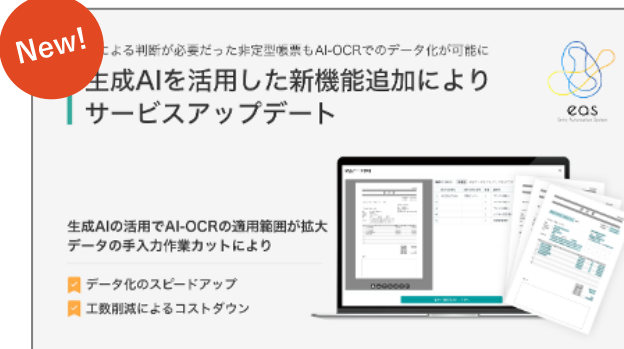 New!
による判断が必要だった非定型帳票もAI-OCRでのデータ化が可能に
生成AIを活用した新機能追加により
サービスアップデート
eas
Entry Automation System
生成AIの活用でAI-OCRの適用範囲が拡大
データの手入力作業カットにより
データ化のスピードアップ
工数削減によるコストダウン